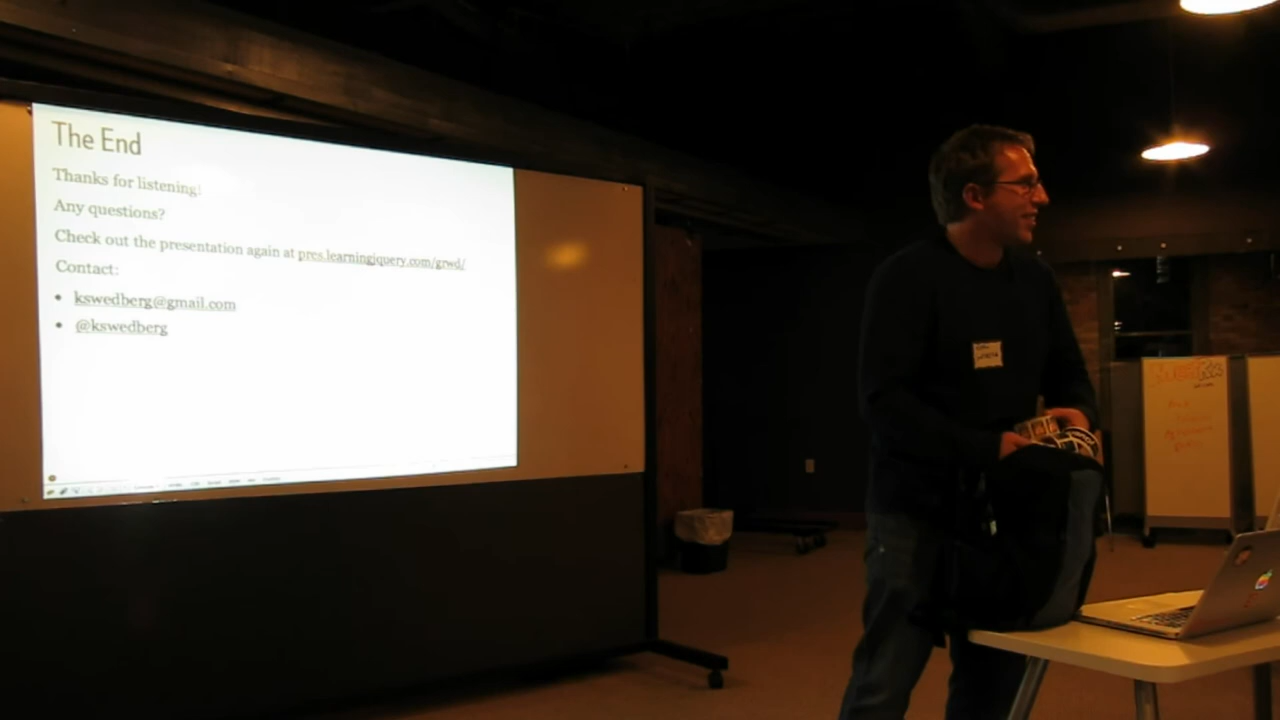 The End
Thanks for listening!
Any questions?
Check out the presentation again at pres.learningjquery.com/grwd/
Contact:
• kswedberg@gmail.com
• @kswedberg